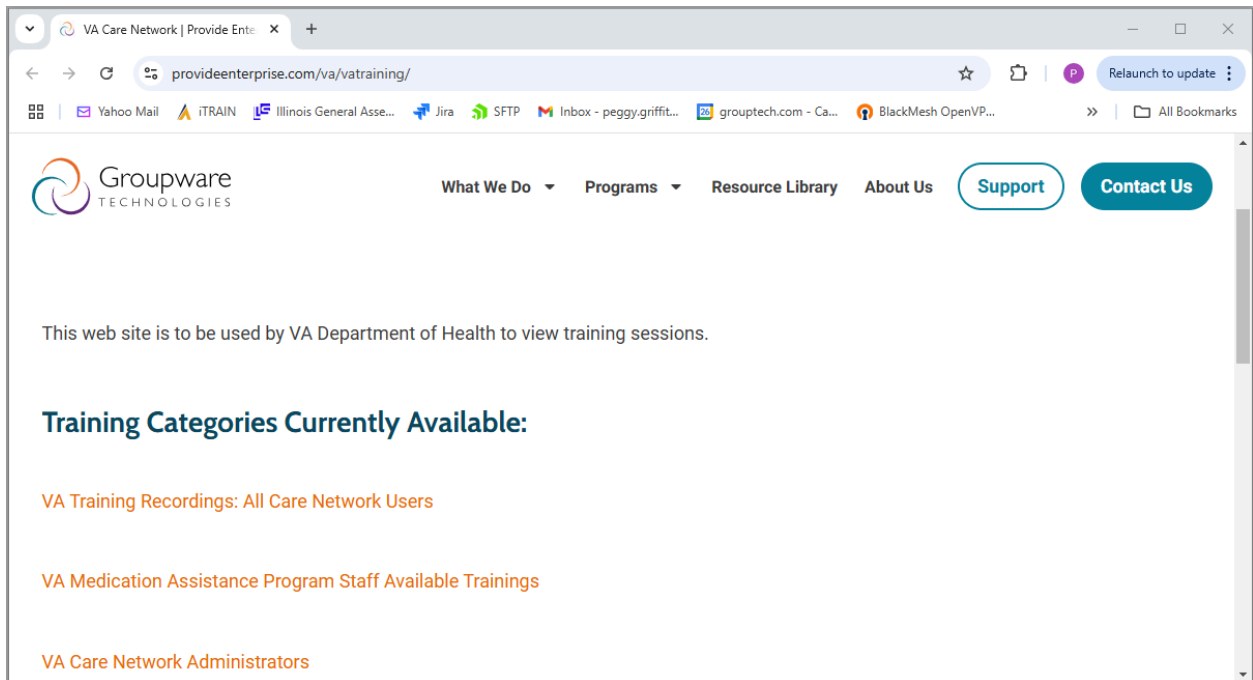 VA Care Network | Provide Ente
provideenterprise.com/va/vatraining/
P
Relaunch to update
Yahoo Mail iTRAIN Illinois General Asse... Jira SFTP Inbox - peggy.griffit... 26 grouptech.com - Ca... BlackMesh OpenVP... » All Bookmarks
Groupware
TECHNOLOGIES
What We Do Programs Resource Library About Us Support Contact Us
This web site is to be used by VA Department of Health to view training sessions.
Training Categories Currently Available:
VA Training Recordings: All Care Network Users
VA Medication Assistance Program Staff Available Trainings
VA Care Network Administrators